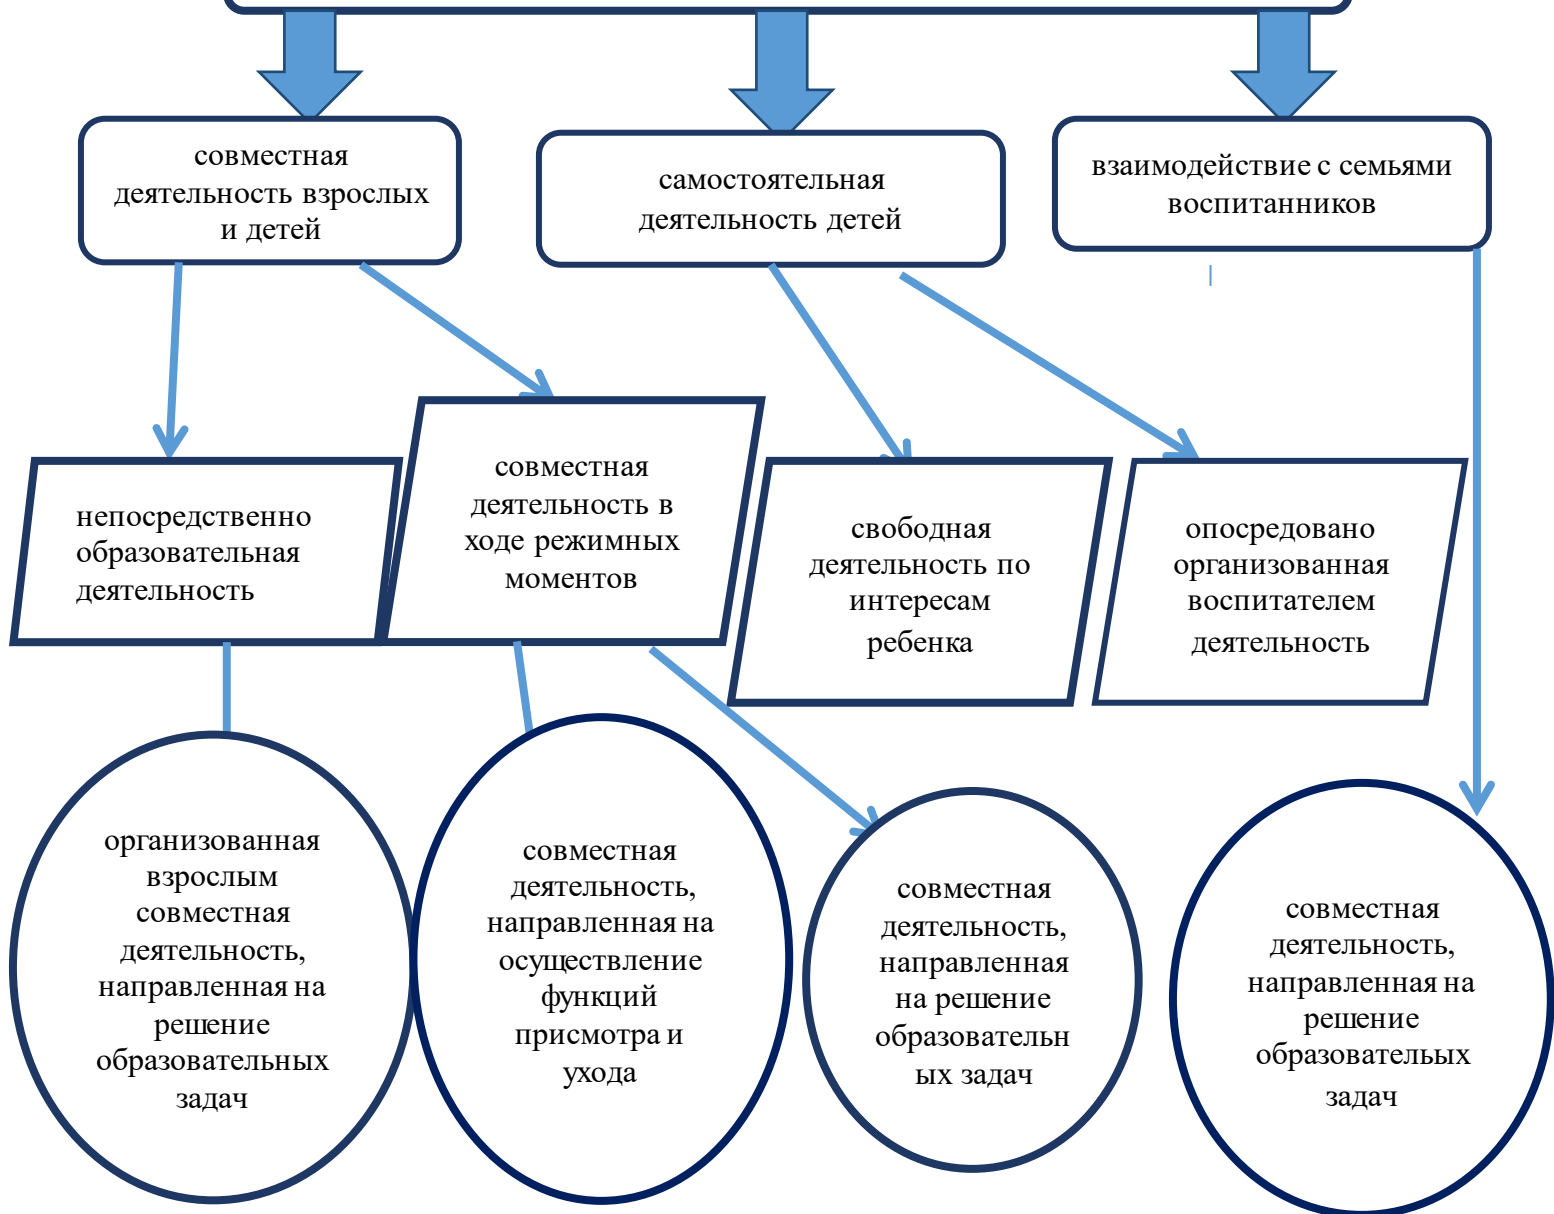 совместная
деятельность взрослых
и детей
самостоятельная
деятельность детей
взаимодействие с семьями
воспитанников
непосредственно
образовательная
деятельность
совместная
деятельность в
ходе режимных
моментов
свободная
деятельность по
интересам
ребенка
опосредовано
организованная
воспитателем
деятельность
организованная
взрослым
совместная
деятельность,
направленная на
решение
образовательных
задач
совместная
деятельность,
направленная на
осуществление
функций
присмотра и
ухода
совместная
деятельность,
направленная
на решение
образовательн
ых задач
совместная
деятельность,
направленная на
решение
образовательых
задач